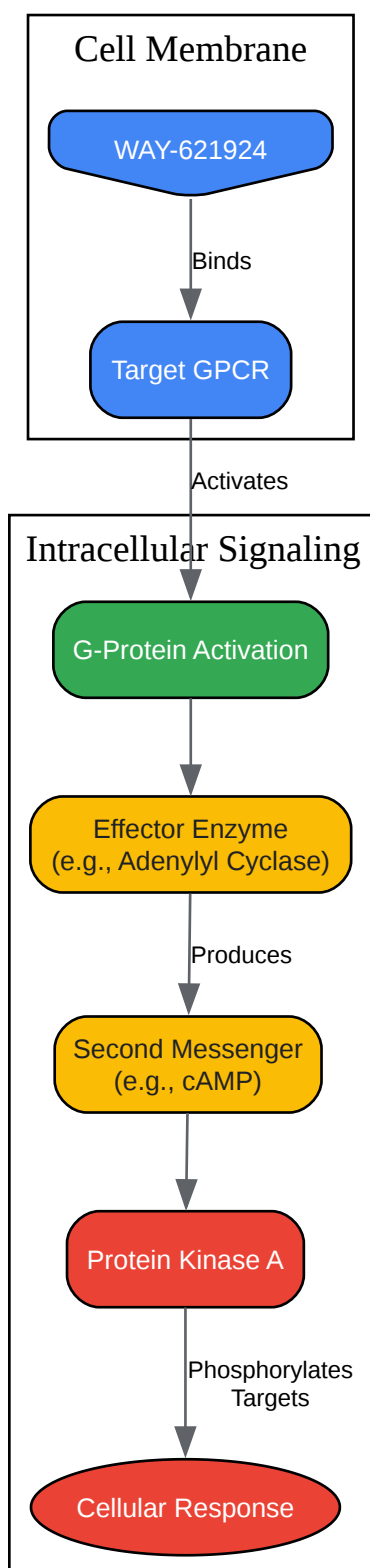 Cell Membrane
WAY-621924
Binds
Target GPCR
Activates
Intracellular Signaling
G-Protein Activation
Effector Enzyme
(e.g., Adenylyl Cyclase)
Produces
Second Messenger
(e.g., cAMP)
Protein Kinase A
Phosphorylates
Targets
Cellular Response